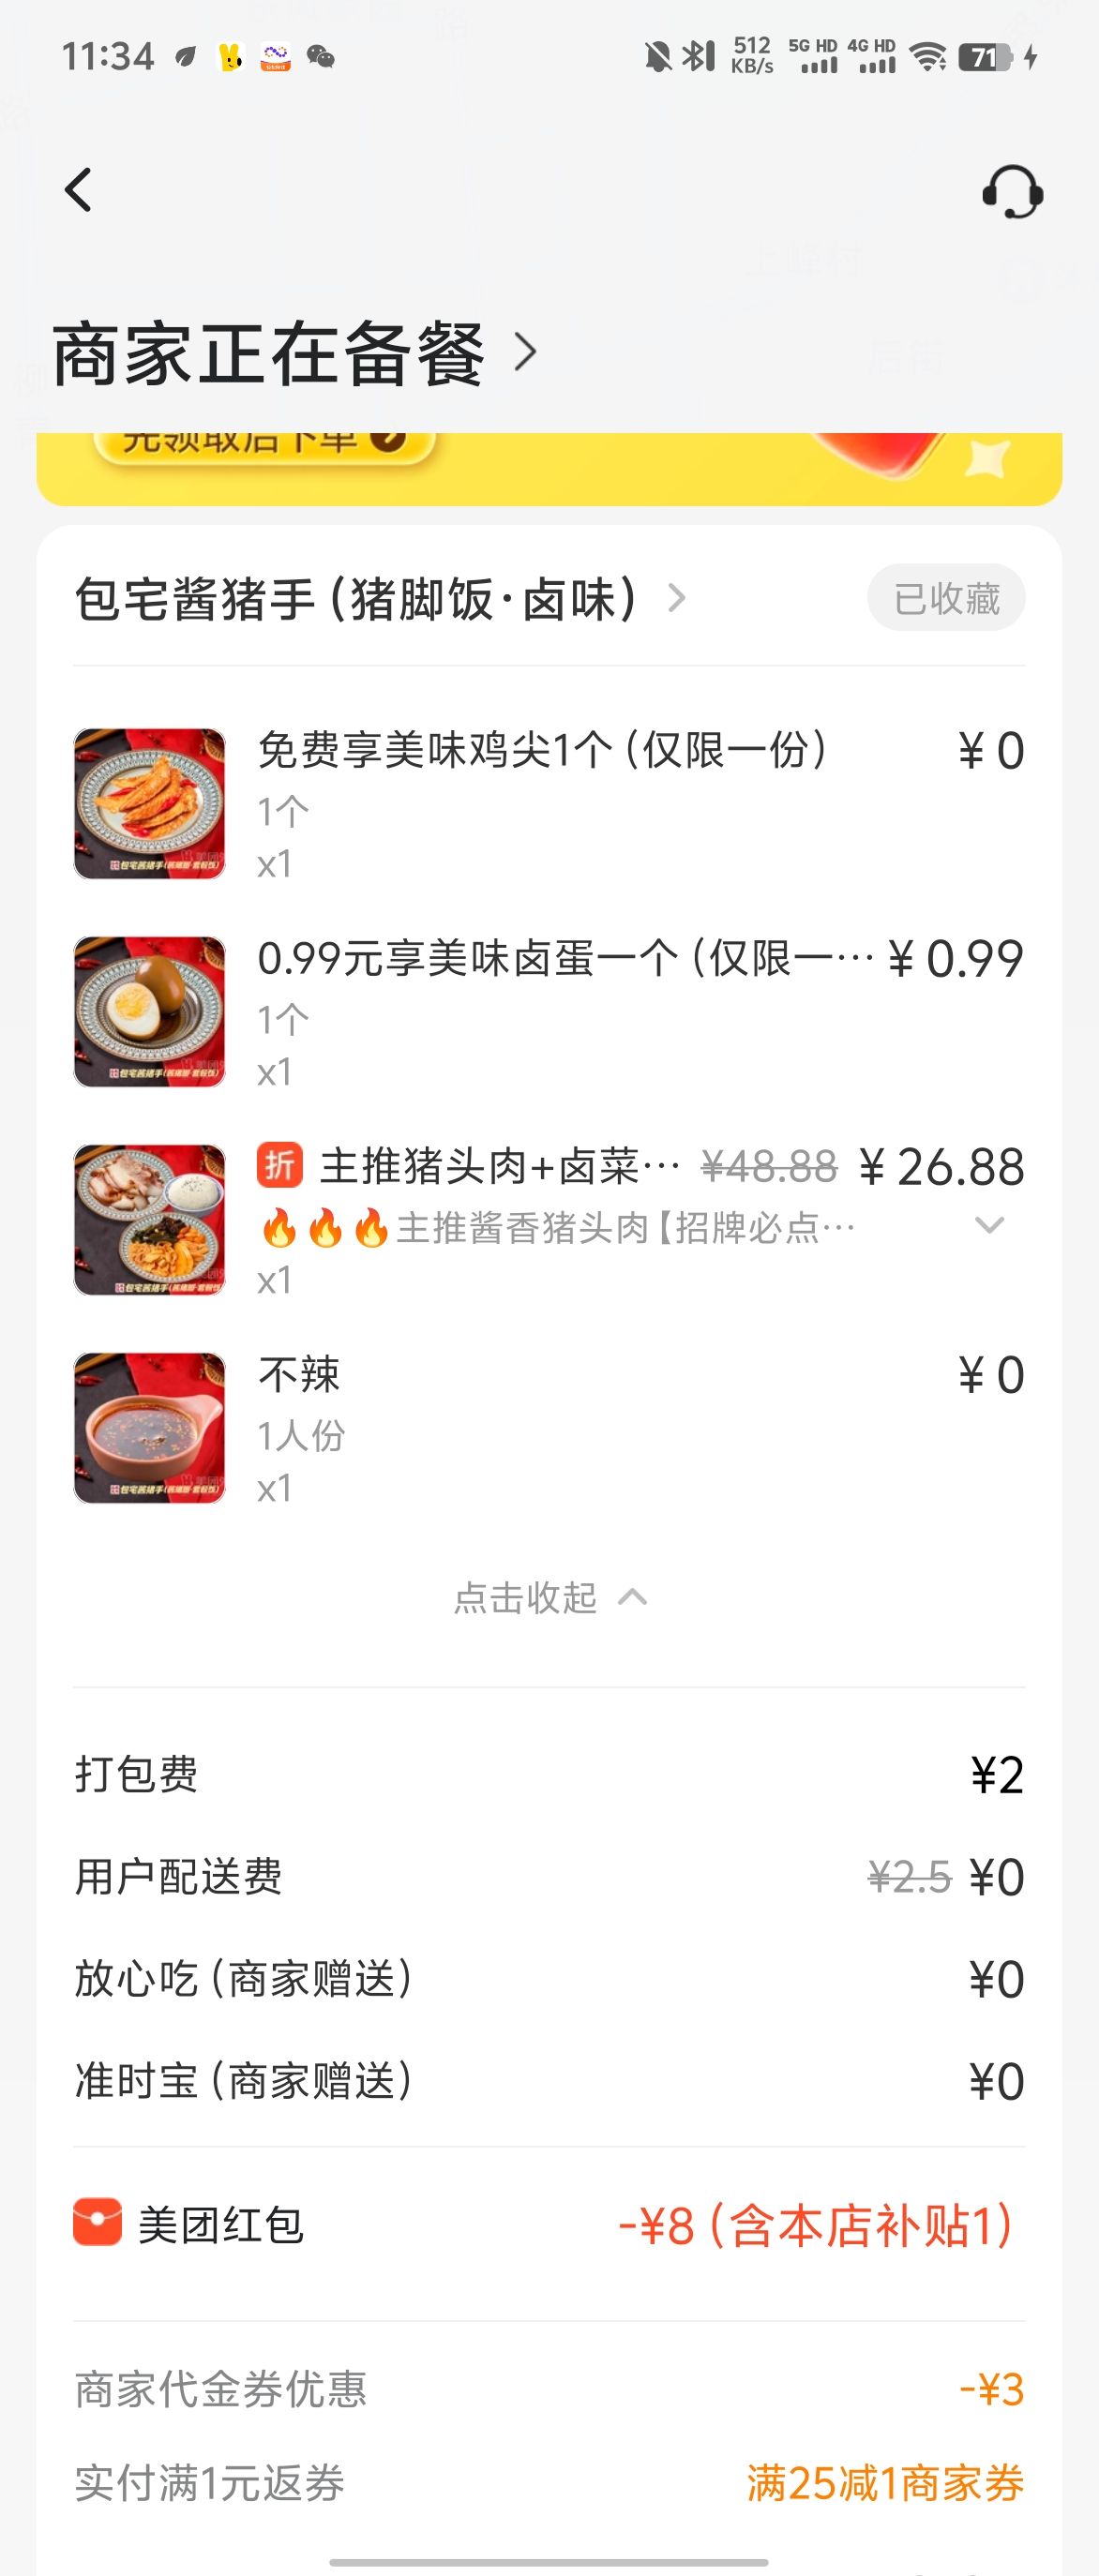 11:34
512 KB/s 5G HD 4G HD 71
商家正在备餐
先领取后下单
包宅酱猪手(猪脚饭·卤味)
已收藏
免费享美味鸡尖1个(仅限一份) ¥0
1个
x1
0.99元享美味卤蛋一个(仅限一… ¥0.99
1个
x1
折 主推猪头肉+卤菜… ¥48.88 ¥26.88
🔥🔥🔥主推酱香猪头肉【招牌必点…
x1
不辣 ¥0
1人份
x1
点击收起
打包费 ¥2
用户配送费 ¥2.5 ¥0
放心吃(商家赠送) ¥0
准时宝(商家赠送) ¥0
美团红包 -¥8(含本店补贴1)
商家代金券优惠 -¥3
实付满1元返券 满25减1商家券